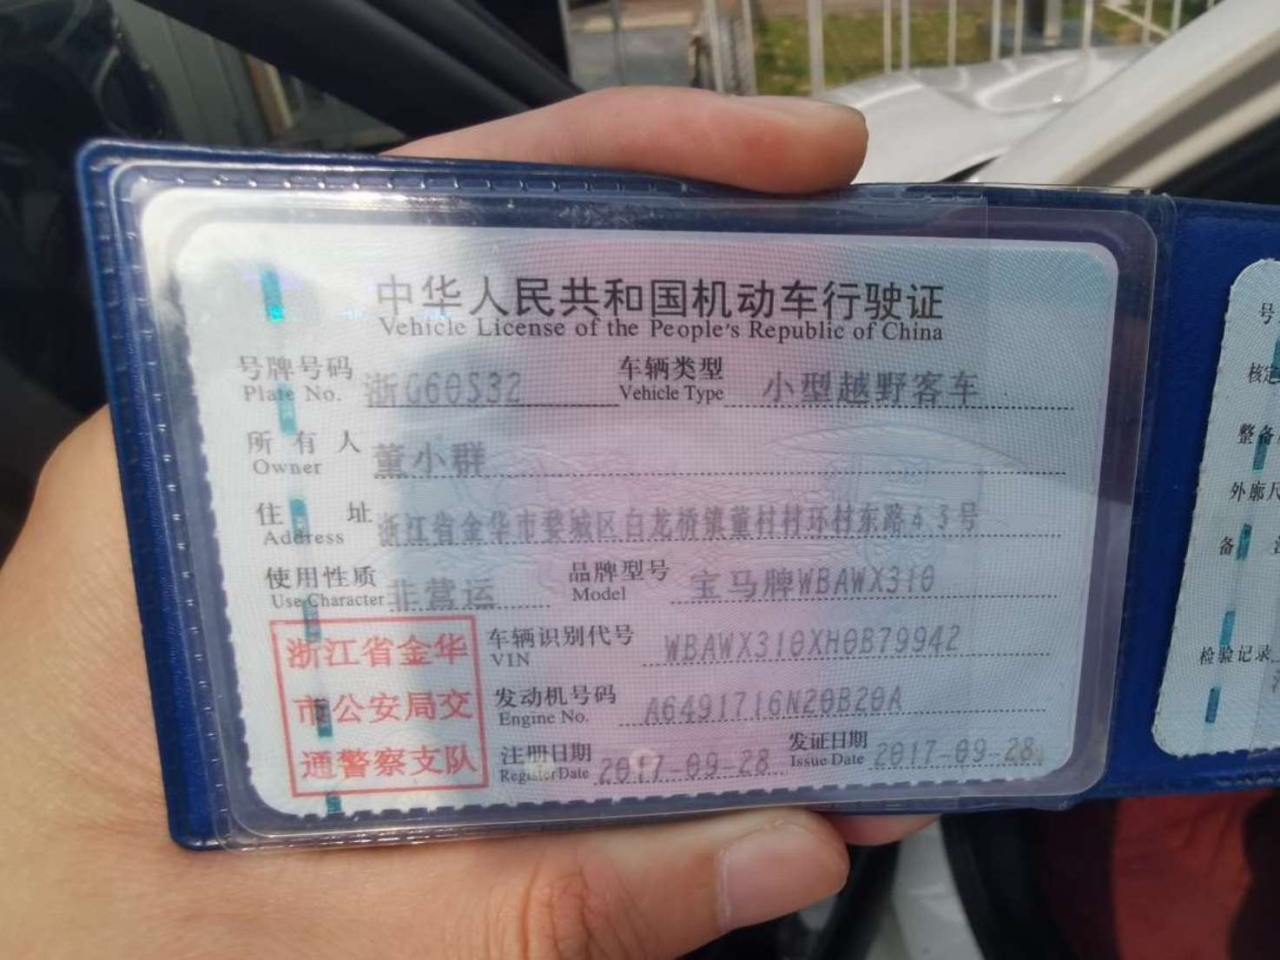 中华人民共和国机动车行驶证
Vehicle License of the People's Republic of China
号牌号码 浙G60S32 车辆类型 小型越野客车
Plate No. Vehicle Type
所有人 董小群
Owner
住址 浙江省金华市婺城区白龙桥镇董村村环村东路43号
Address
使用性质 非营运 品牌型号 宝马牌WBAWX310
Use Character Model
浙江省金华
市公安局交
通警察支队
车辆识别代号 WBAWX310XH0B79942
VIN
发动机号码 A6491716N20B20A
Engine No.
注册日期 2017-09-28 发证日期 2017-09-28
Register Date Issue Date
号
核定
整备
外廓尺
备
检验记录